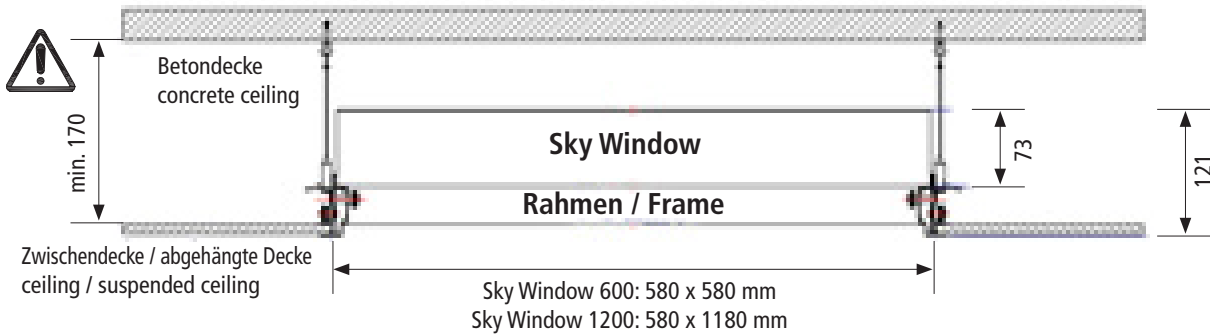 Betondecke
concrete ceiling
min. 170
Sky Window
73
121
Rahmen / Frame
Zwischendecke / abgehängte Decke
ceiling / suspended ceiling
Sky Window 600: 580 x 580 mm
Sky Window 1200: 580 x 1180 mm